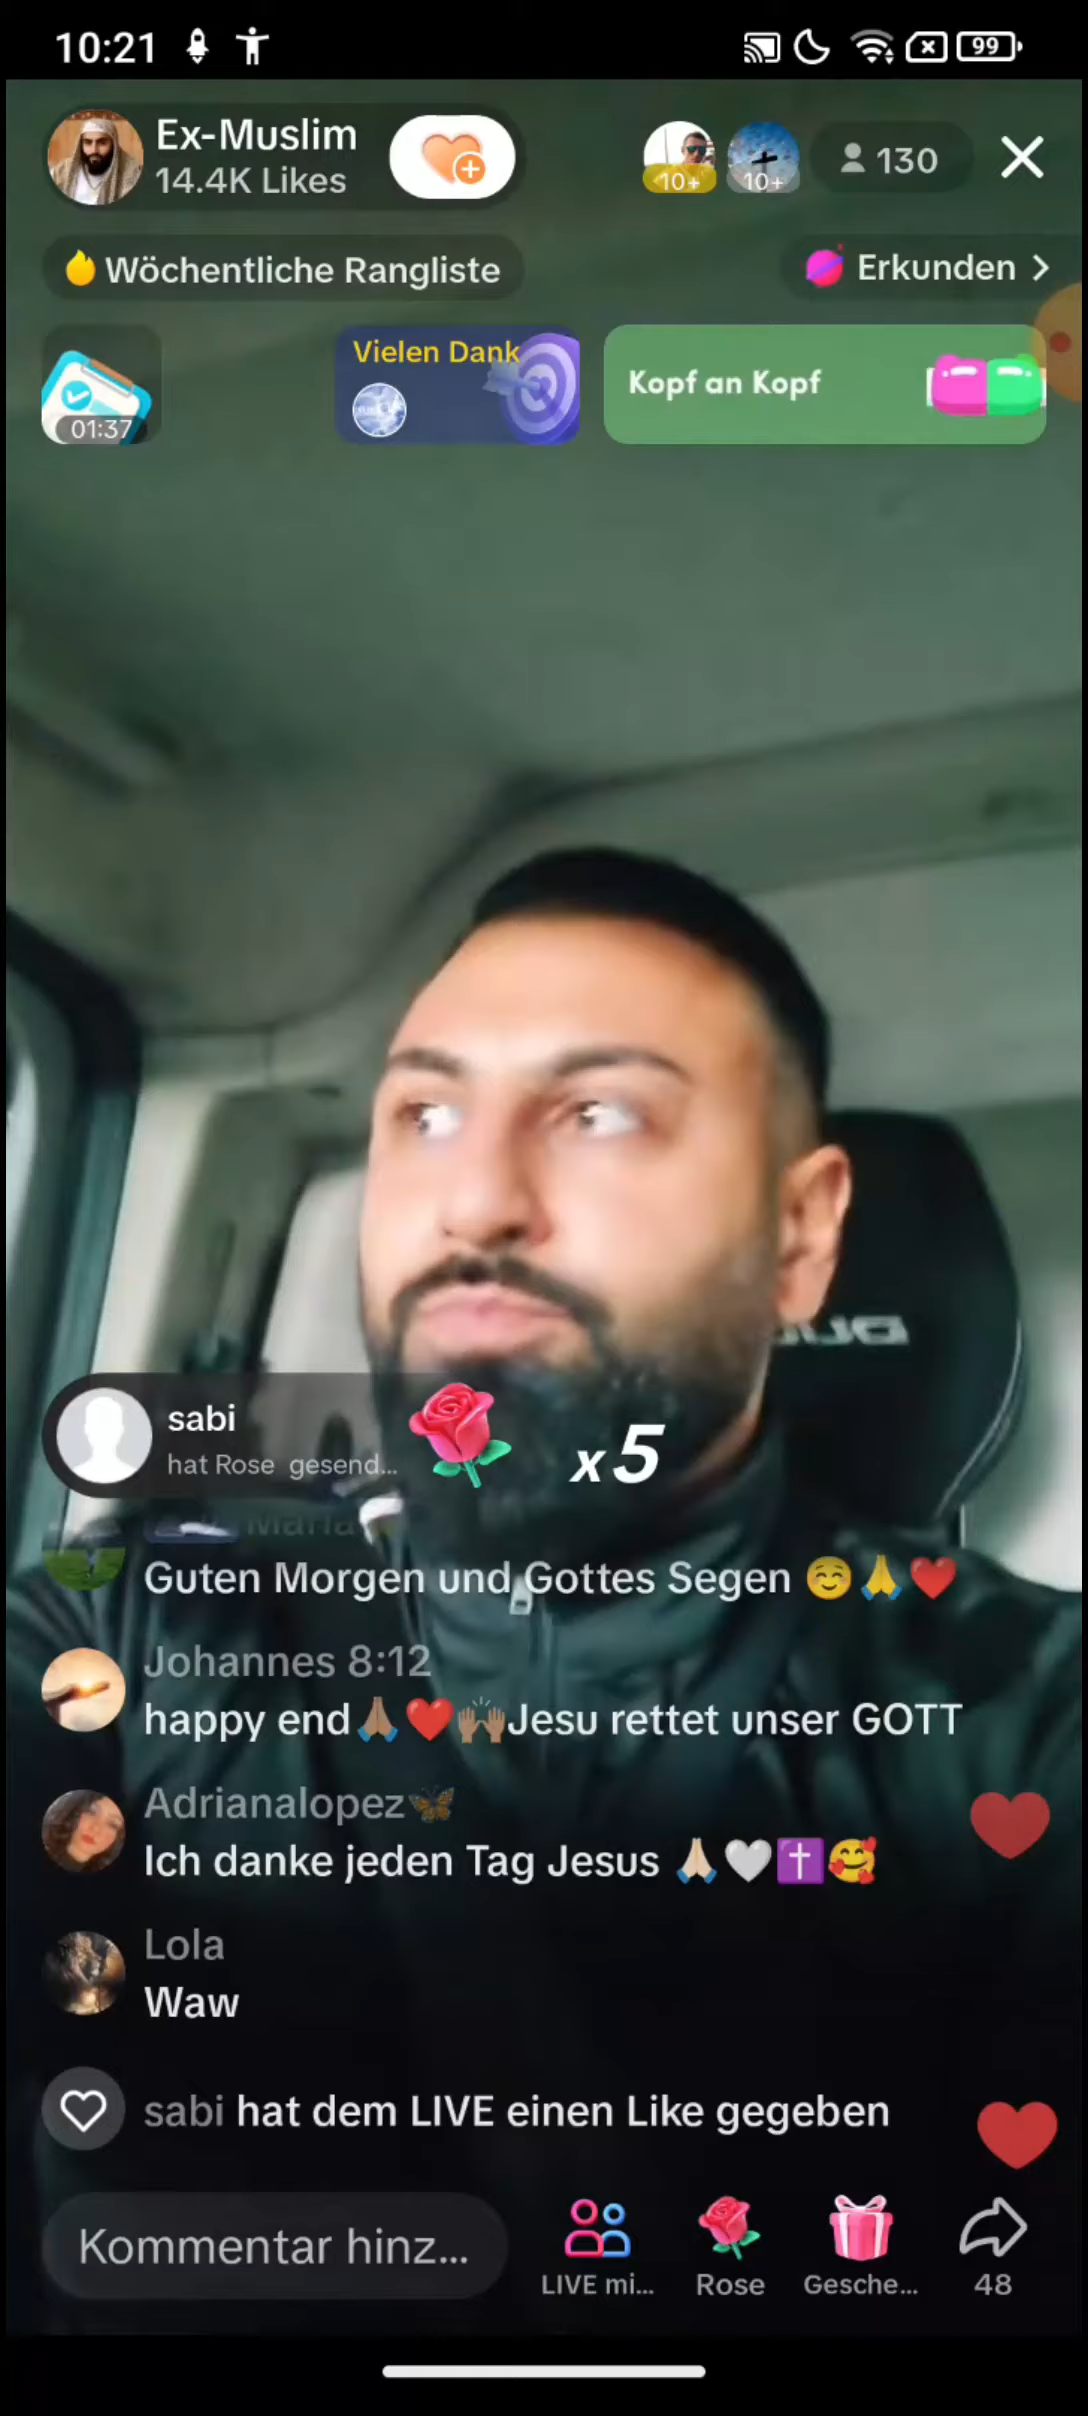 10:21
99
Ex-Muslim
14.4K Likes
10+
10+
130
Wöchentliche Rangliste
Erkunden
01:37
Vielen Dank
Kopf an Kopf
sabi
hat Rose gesend...
x5
Maria
Guten Morgen und Gottes Segen ☺️🙏❤️
Johannes 8:12
happy end🙏🏽❤️🙌🏽Jesu rettet unser GOTT
Adrianalopez🦋
Ich danke jeden Tag Jesus 🙏🏼🤍✝️🥰
Lola
Waw
sabi hat dem LIVE einen Like gegeben
Kommentar hinz...
LIVE mi...
Rose
Gesche...
48